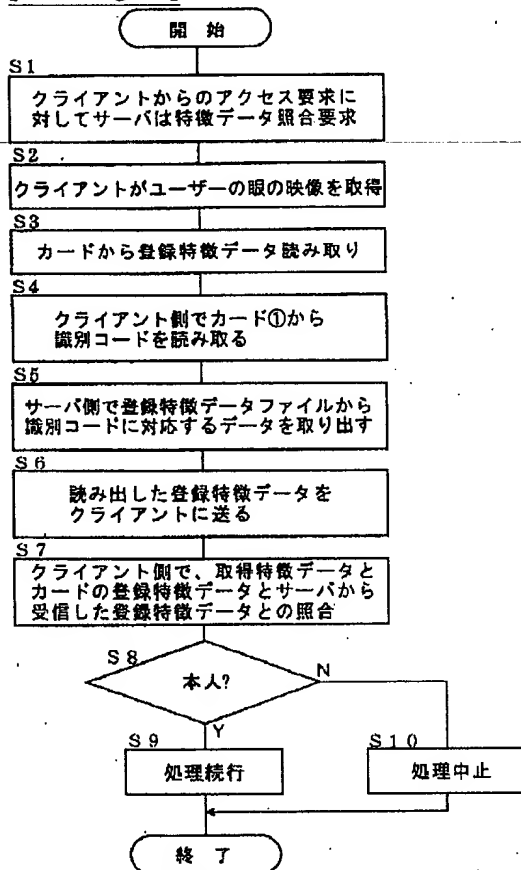 開 始
S1
クライアントからのアクセス要求に
対してサーバは特徴データ照合要求
S2
クライアントがユーザーの眼の映像を取得
S3
カードから登録特徴データ読み取り
S4
クライアント側でカード①から
識別コードを読み取る
S5
サーバ側で登録特徴データファイルから
識別コードに対応するデータを取り出す
S6
読み出した登録特徴データを
クライアントに送る
S7
クライアント側で、取得特徴データと
カードの登録特徴データとサーバから
受信した登録特徴データとの照合
S8
本人?
N
Y
S9
処理続行
S10
処理中止
終 了